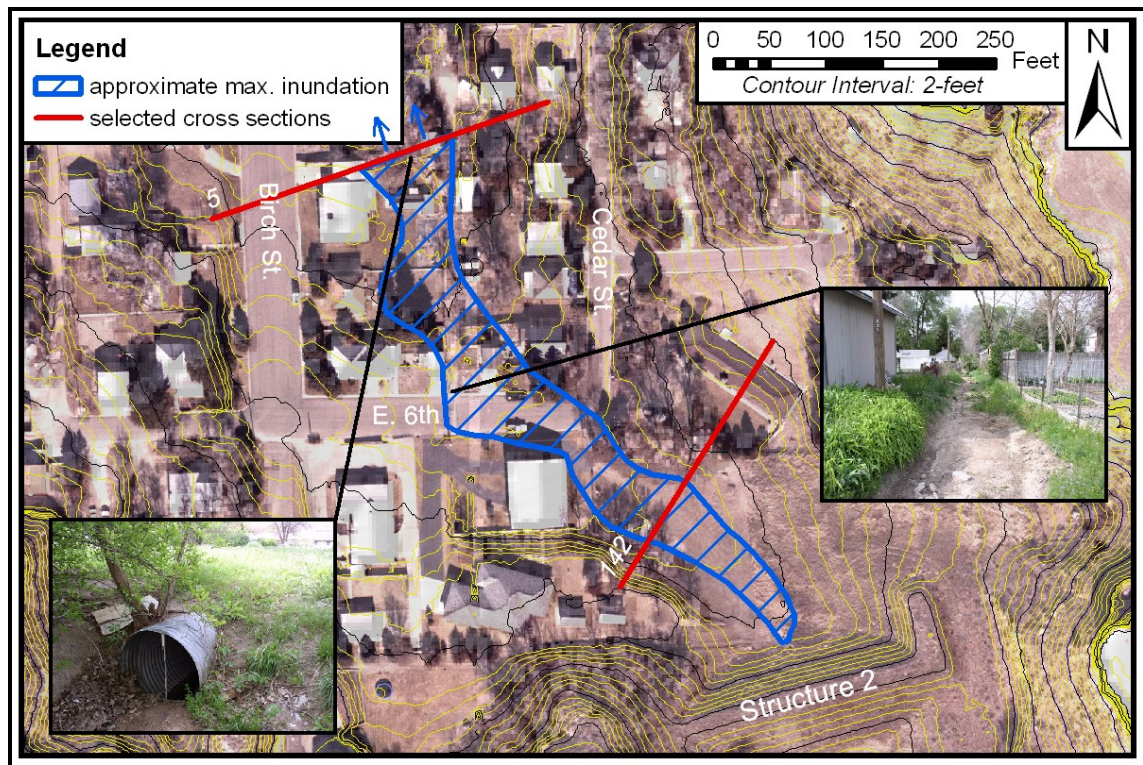 Legend
approximate max. inundation
selected cross sections
0 50 100 150 200 250
Feet
Contour Interval: 2-feet
N
5
Birch St.
Cedar St.
E. 6th
42
Structure 2